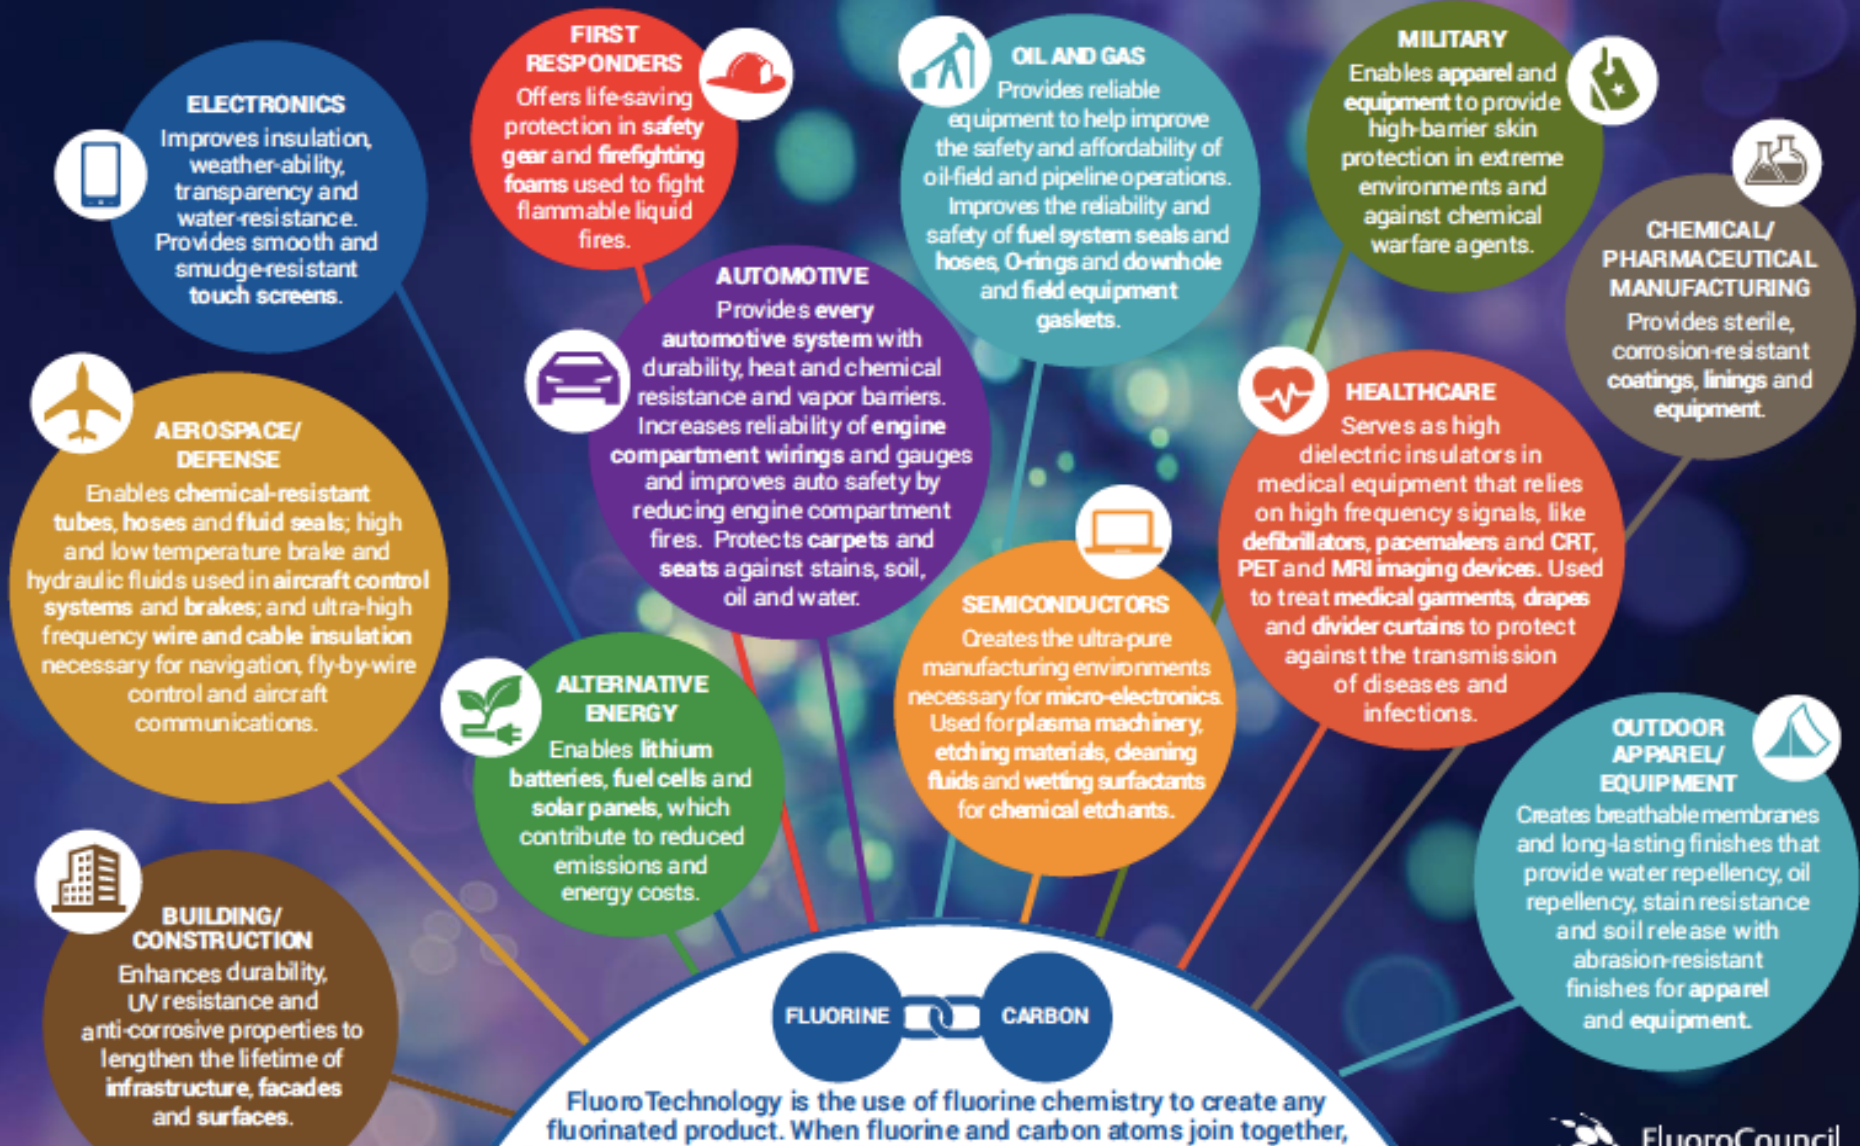 ELECTRONICS
Improves insulation,
weather-ability,
transparency and
water-resistance.
Provides smooth and
smudge-resistant
touch screens.
FIRST
RESPONDERS
Offers life-saving
protection in safety
gear and firefighting
foams used to fight
flammable liquid
fires.
OIL AND GAS
Provides reliable
equipment to help improve
the safety and affordability of
oil-field and pipeline operations.
Improves the reliability and
safety of fuel system seals and
hoses, O-rings and downhole
and field equipment
gaskets.
MILITARY
Enables apparel and
equipment to provide
high-barrier skin
protection in extreme
environments and
against chemical
warfare agents.
CHEMICAL/
PHARMACEUTICAL
MANUFACTURING
Provides sterile,
corrosion-resistant
coatings, linings and
equipment.
AUTOMOTIVE
Provides every
automotive system with
durability, heat and chemical
resistance and vapor barriers.
Increases reliability of engine
compartment wirings and gauges
and improves auto safety by
reducing engine compartment
fires. Protects carpets and
seats against stains, soil,
oil and water.
AEROSPACE/
DEFENSE
Enables chemical-resistant
tubes, hoses and fluid seals; high
and low temperature brake and
hydraulic fluids used in aircraft control
systems and brakes; and ultra-high
frequency wire and cable insulation
necessary for navigation, fly-by-wire
control and aircraft
communications.
HEALTHCARE
Serves as high
dielectric insulators in
medical equipment that relies
on high frequency signals, like
defibrillators, pacemakers and CRT,
PET and MRI imaging devices. Used
to treat medical garments, drapes
and divider curtains to protect
against the transmission
of diseases and
infections.
SEMICONDUCTORS
Creates the ultra-pure
manufacturing environments
necessary for micro-electronics.
Used for plasma machinery,
etching materials, cleaning
fluids and wetting surfactants
for chemical etchants.
ALTERNATIVE
ENERGY
Enables lithium
batteries, fuel cells and
solar panels, which
contribute to reduced
emissions and
energy costs.
OUTDOOR
APPAREL/
EQUIPMENT
Creates breathable membranes
and long-lasting finishes that
provide water repellency, oil
repellency, stain resistance
and soil release with
abrasion-resistant
finishes for apparel
and equipment.
BUILDING/
CONSTRUCTION
Enhances durability,
UV resistance and
anti-corrosive properties to
lengthen the lifetime of
infrastructure, facades
and surfaces.
FLUORINE
CARBON
FluoroTechnology is the use of fluorine chemistry to create any
fluorinated product. When fluorine and carbon atoms join together,
FluoroCouncil